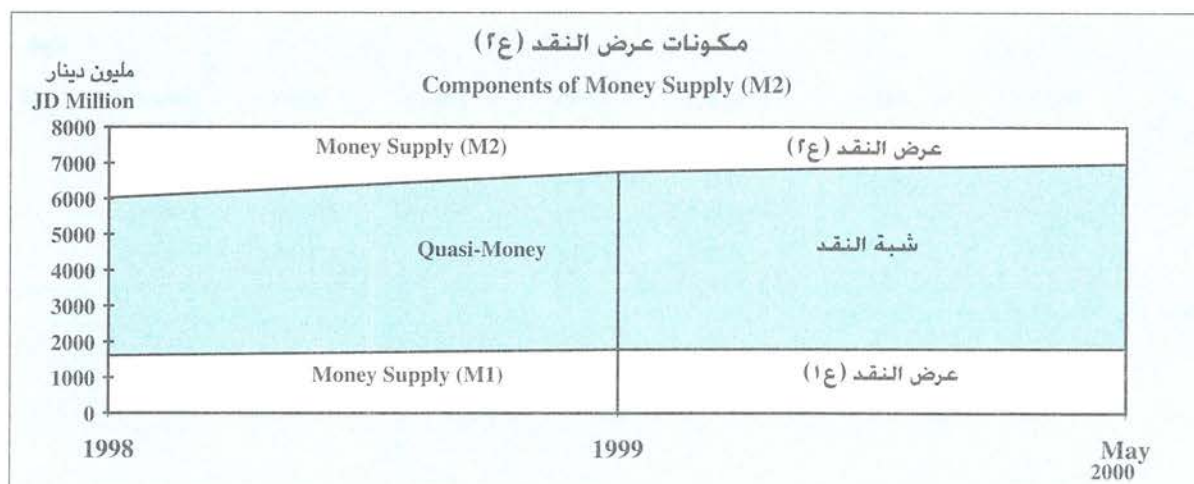 مكونات عرض النقد (ع٢)
Components of Money Supply (M2)
مليون دينار
JD Million
8000
7000
6000
5000
4000
3000
2000
1000
0
Money Supply (M2)
عرض النقد (ع٢)
Quasi-Money
شبة النقد
Money Supply (M1)
عرض النقد (ع١)
1998
1999
May
2000